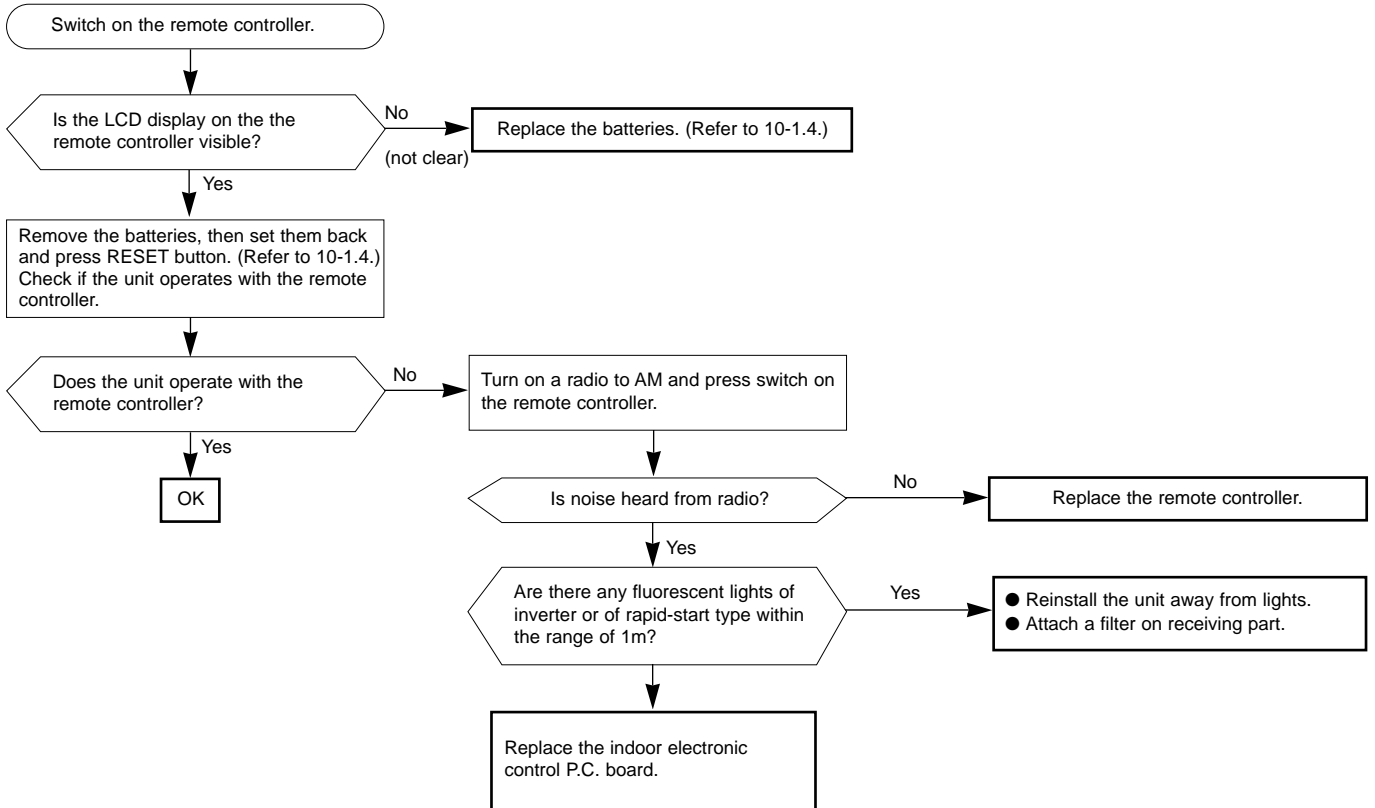 Switch on the remote controller.
Is the LCD display on the the
remote controller visible?
No
(not clear)
Replace the batteries. (Refer to 10-1.4.)
Yes
Remove the batteries, then set them back
and press RESET button. (Refer to 10-1.4.)
Check if the unit operates with the remote
controller.
Does the unit operate with the
remote controller?
No
Turn on a radio to AM and press switch on
the remote controller.
Yes
OK
Is noise heard from radio?
No
Replace the remote controller.
Yes
Are there any fluorescent lights of
inverter or of rapid-start type within
the range of 1m?
Yes
● Reinstall the unit away from lights.
● Attach a filter on receiving part.
Replace the indoor electronic
control P.C. board.